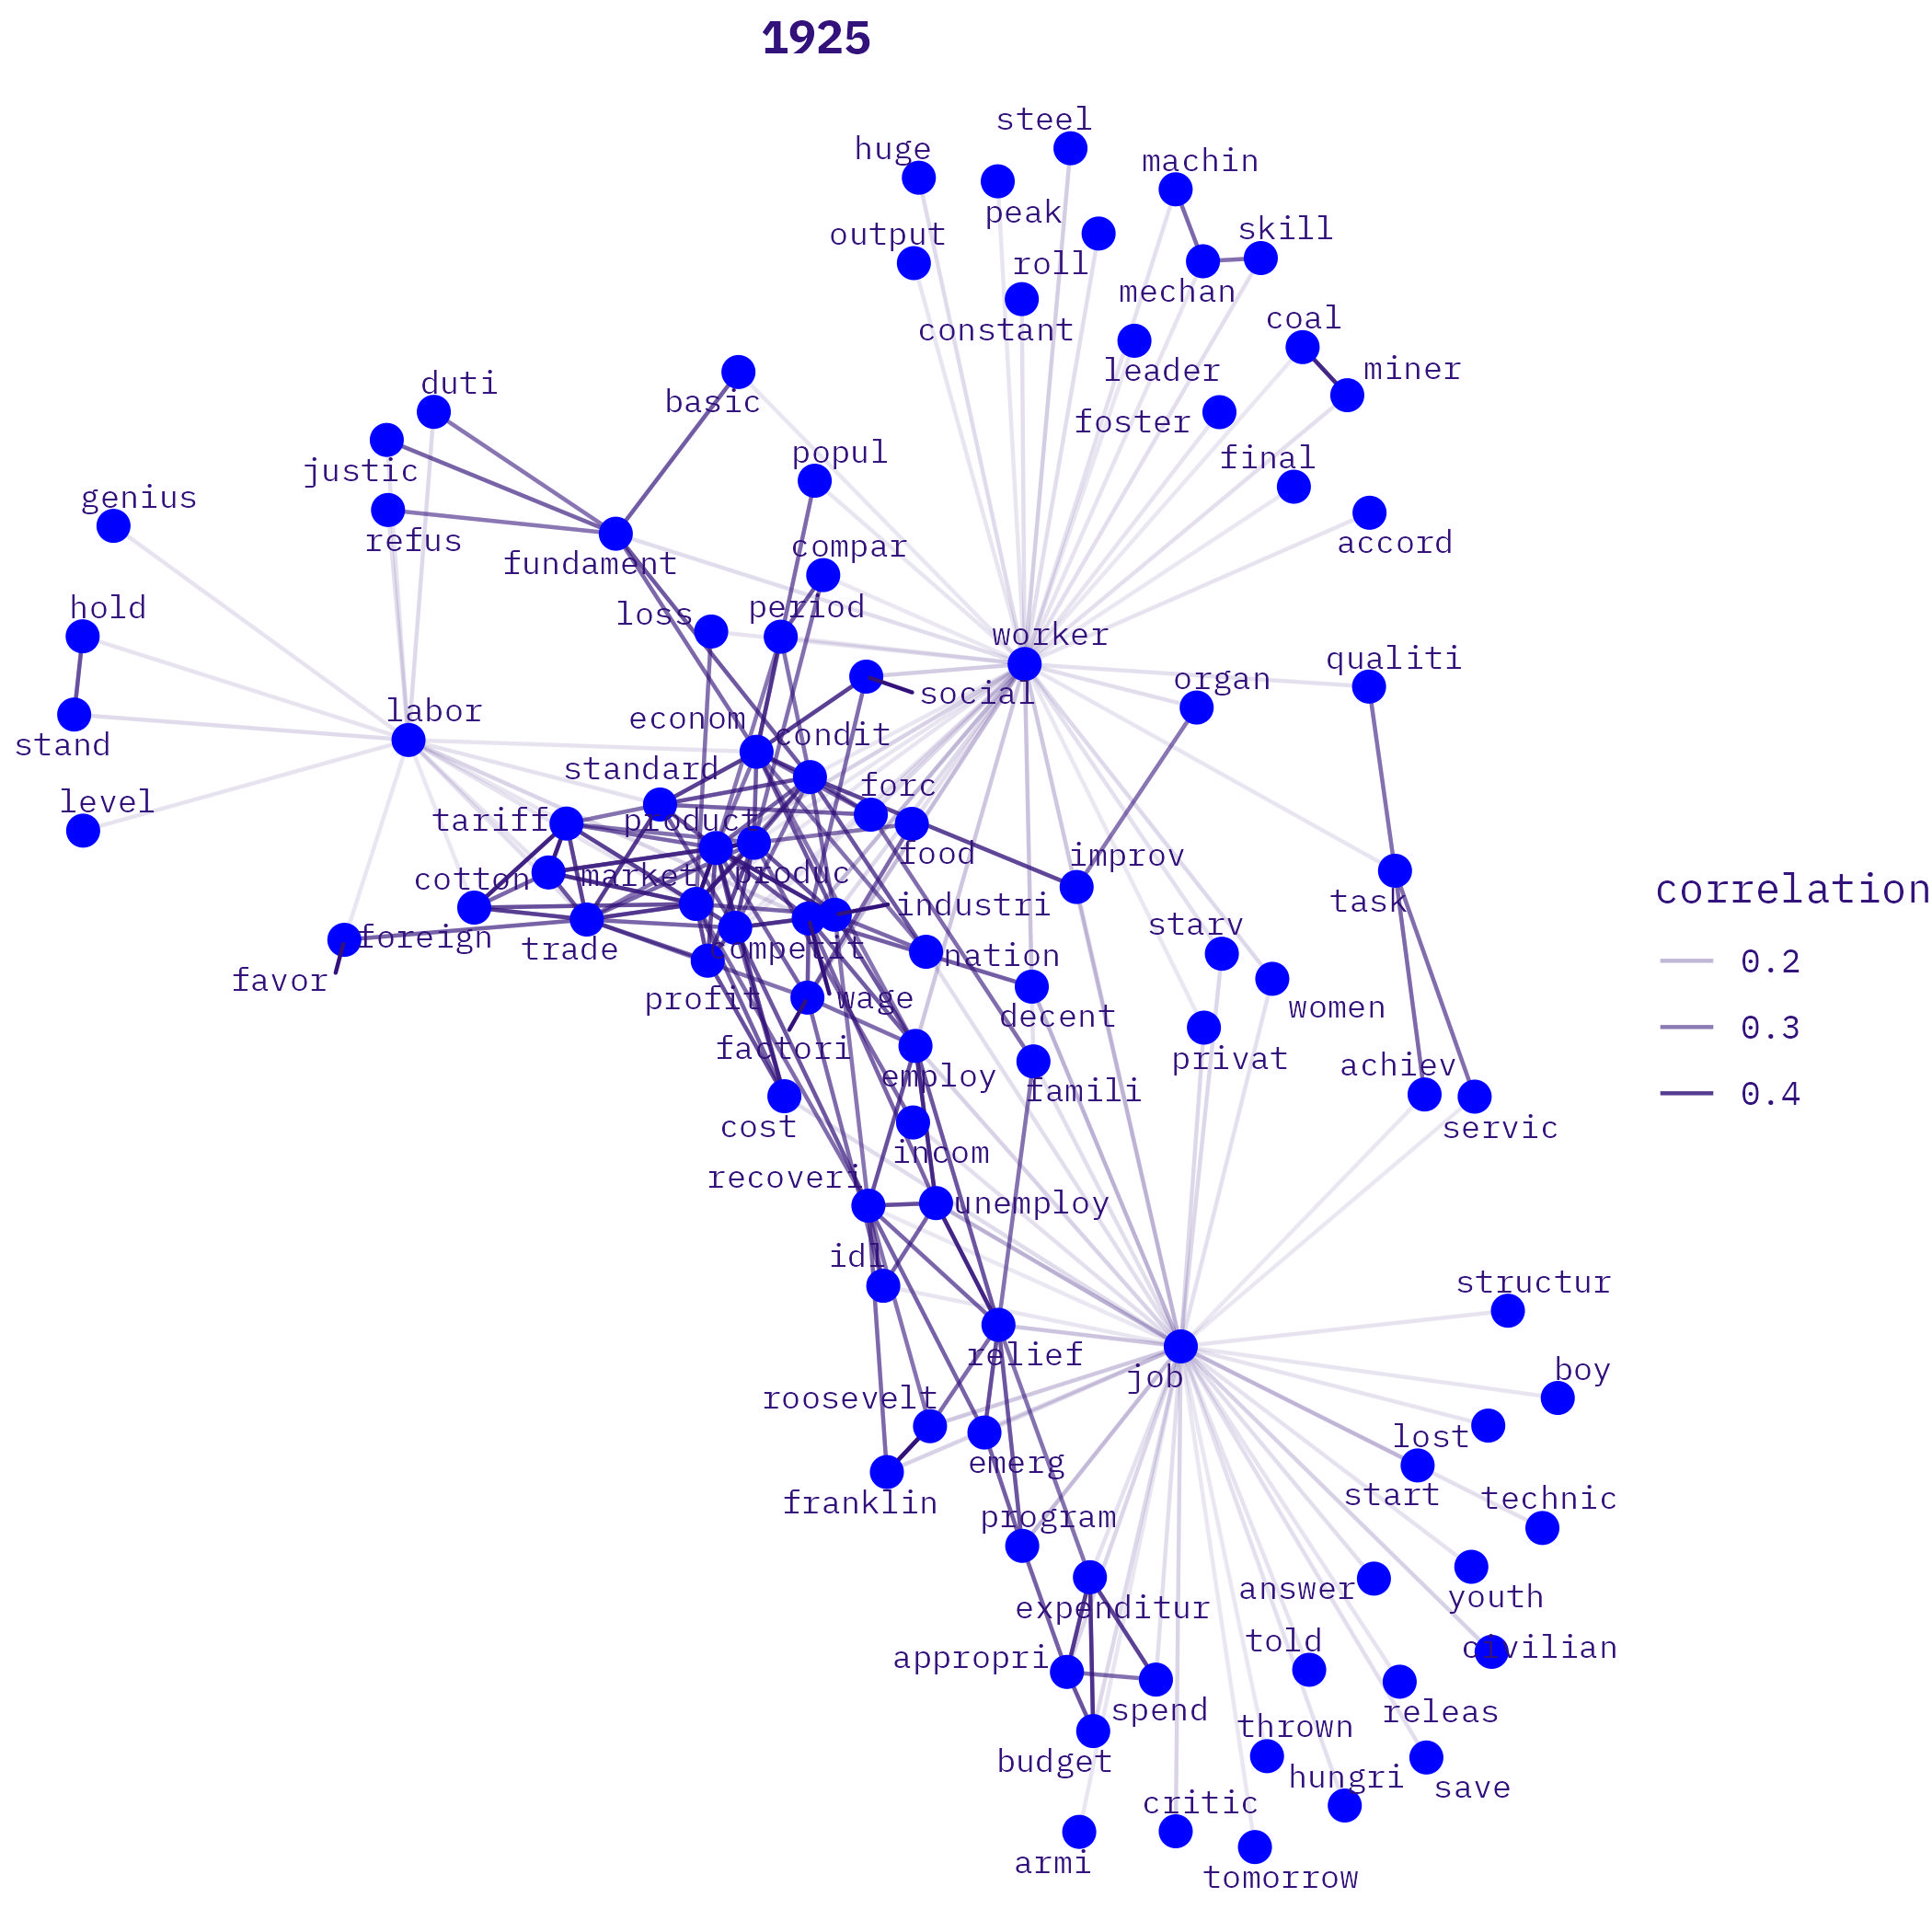 1925
steel
huge
machin
peak
skill
output
roll
mechan
coal
constant
miner
leader
duti
basic
foster
popul
final
justic
genius
accord
refus
compar
fundament
hold
period
loss
worker
qualiti
organ
social
labor
econom
condit
stand
standard
forc
level
tariff
product
food
improv
correlation
market
produc
cotton
task
industri
starv
foreign
trade
competit
nation
0.2
favor
profit
wage
women
decent
0.3
factori
privat
employ
achiev
famili
0.4
cost
servic
incom
recoveri
unemploy
idl
structur
relief
job
boy
roosevelt
lost
emerg
start
technic
franklin
program
answer
youth
expenditur
told
civilian
appropri
spend
releas
thrown
budget
hungri
save
critic
armi
tomorrow